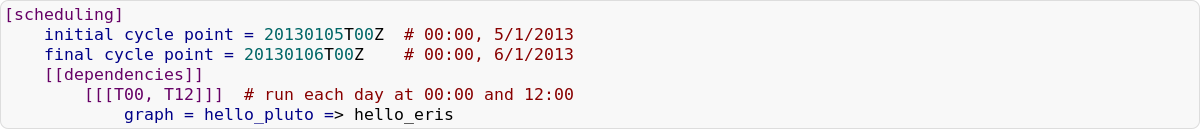 [scheduling]
    initial cycle point = 20130105T00Z  # 00:00, 5/1/2013
    final cycle point = 20130106T00Z    # 00:00, 6/1/2013
    [[dependencies]]
        [[[T00, T12]]]  # run each day at 00:00 and 12:00
            graph = hello_pluto => hello_eris